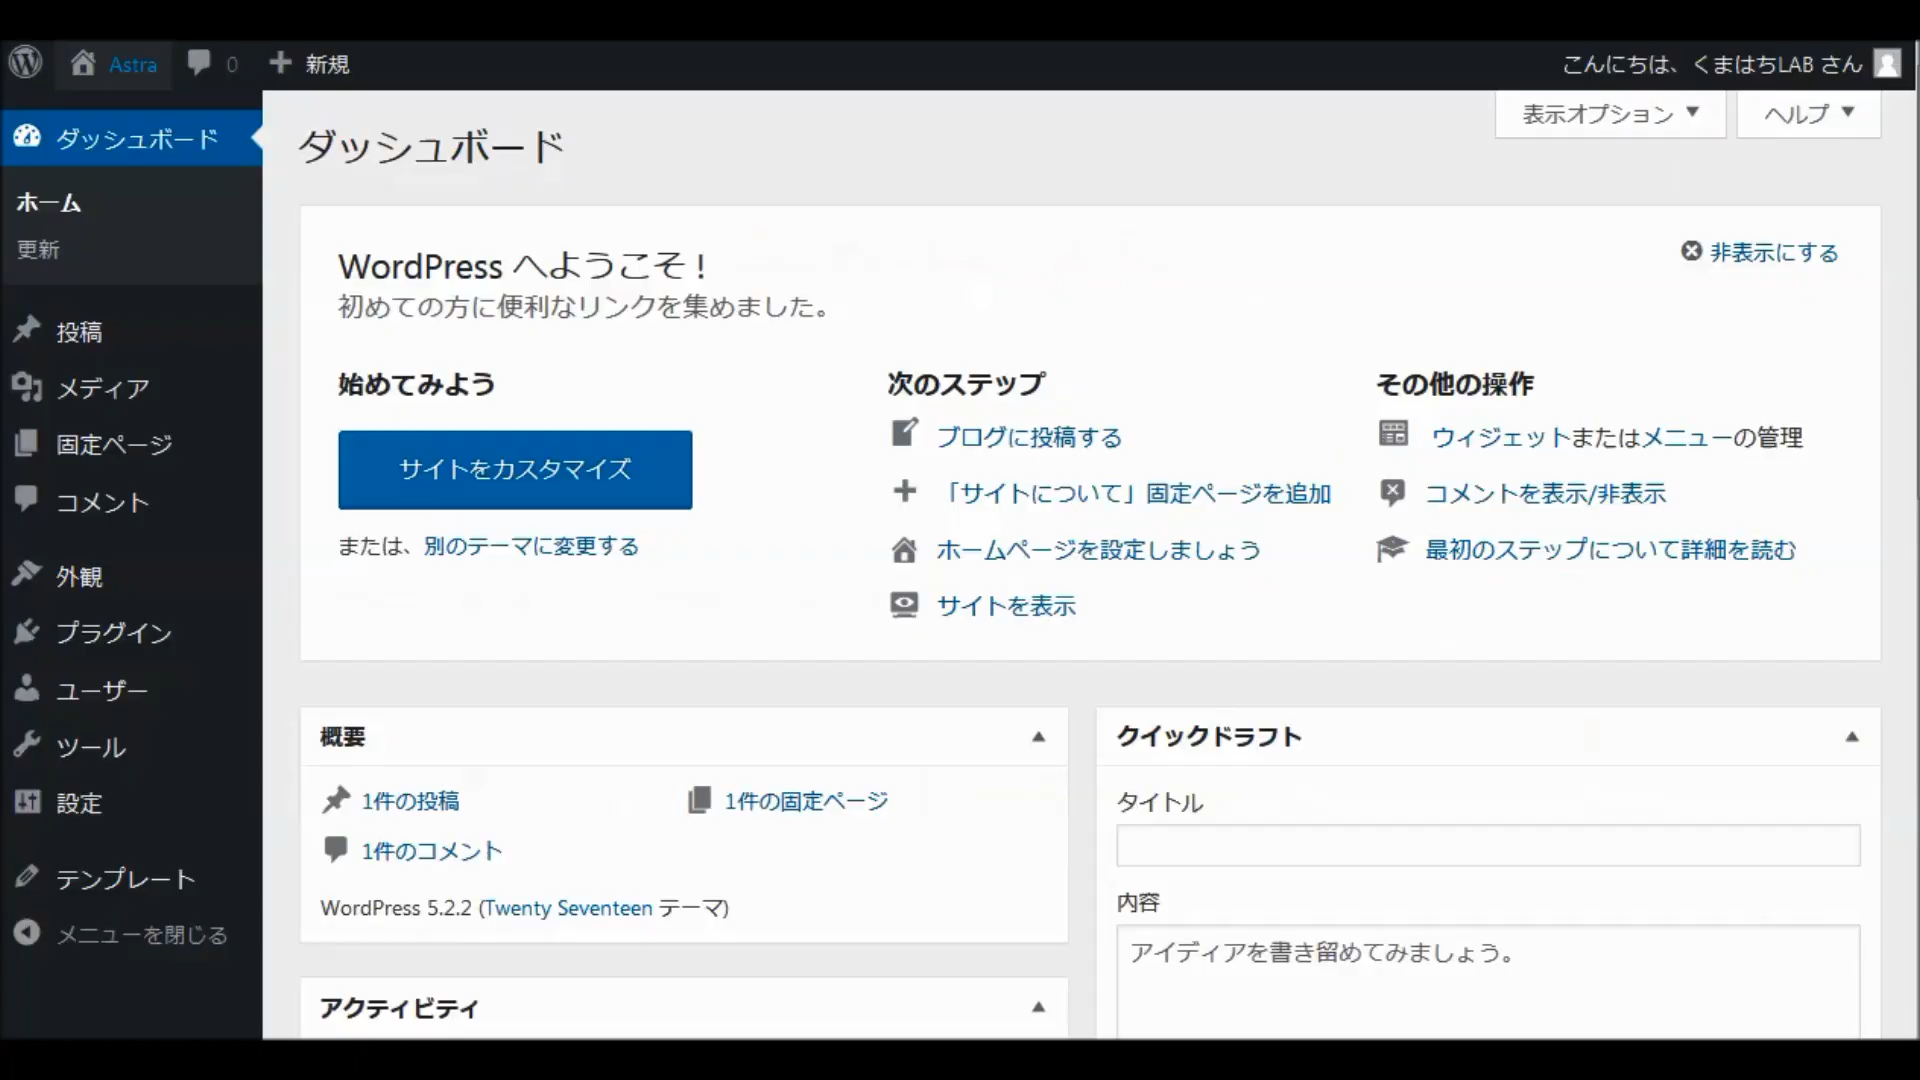 Astra
0
新規
こんにちは、くまはちLAB さん
ダッシュボード
ホーム
更新
投稿
メディア
固定ページ
コメント
外観
プラグイン
ユーザー
ツール
設定
テンプレート
メニューを閉じる
ダッシュボード
表示オプション
ヘルプ
WordPress へようこそ !
初めての方に便利なリンクを集めました。
非表示にする
始めてみよう
サイトをカスタマイズ
または、別のテーマに変更する
次のステップ
ブログに投稿する
「サイトについて」固定ページを追加
ホームページを設定しましょう
サイトを表示
その他の操作
ウィジェットまたはメニューの管理
コメントを表示/非表示
最初のステップについて詳細を読む
概要
1件の投稿
1件の固定ページ
1件のコメント
WordPress 5.2.2 (Twenty Seventeen テーマ)
アクティビティ
クイックドラフト
タイトル
内容
アイディアを書き留めてみましょう。